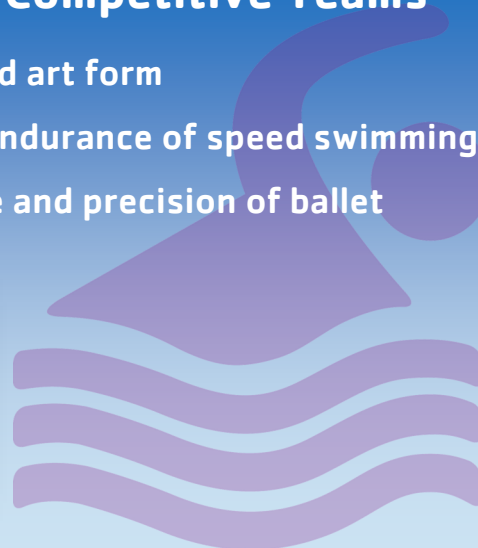 Competitive Teams
d art form
ndurance of speed swimming
e and precision of ballet